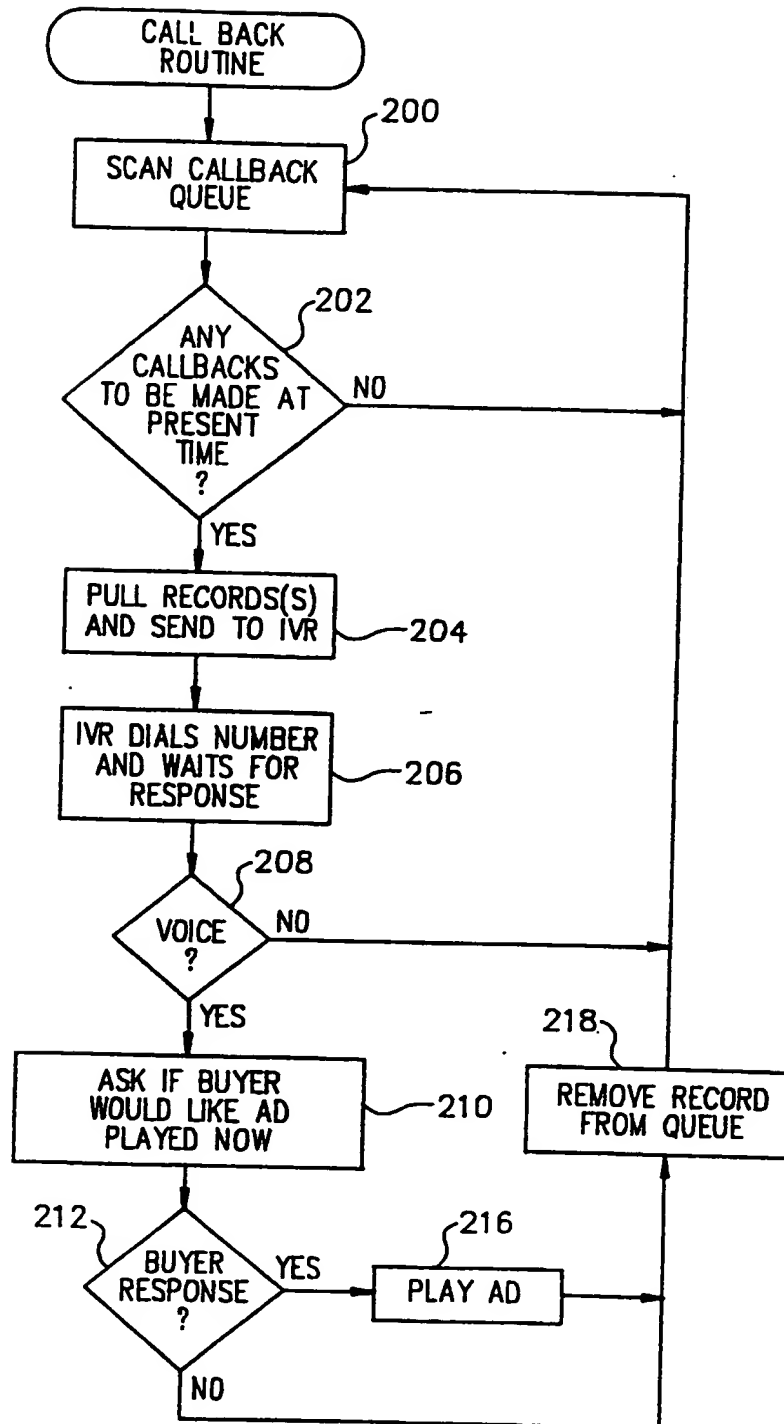 CALL BACK
ROUTINE
200
SCAN CALLBACK
QUEUE
202
ANY
CALLBACKS
TO BE MADE AT
PRESENT
TIME
?
NO
YES
PULL RECORDS(S)
AND SEND TO IVR
204
IVR DIALS NUMBER
AND WAITS FOR
RESPONSE
206
208
VOICE
?
NO
YES
218
ASK IF BUYER
WOULD LIKE AD
PLAYED NOW
210
REMOVE RECORD
FROM QUEUE
212
BUYER
RESPONSE
?
YES
216
PLAY AD
NO